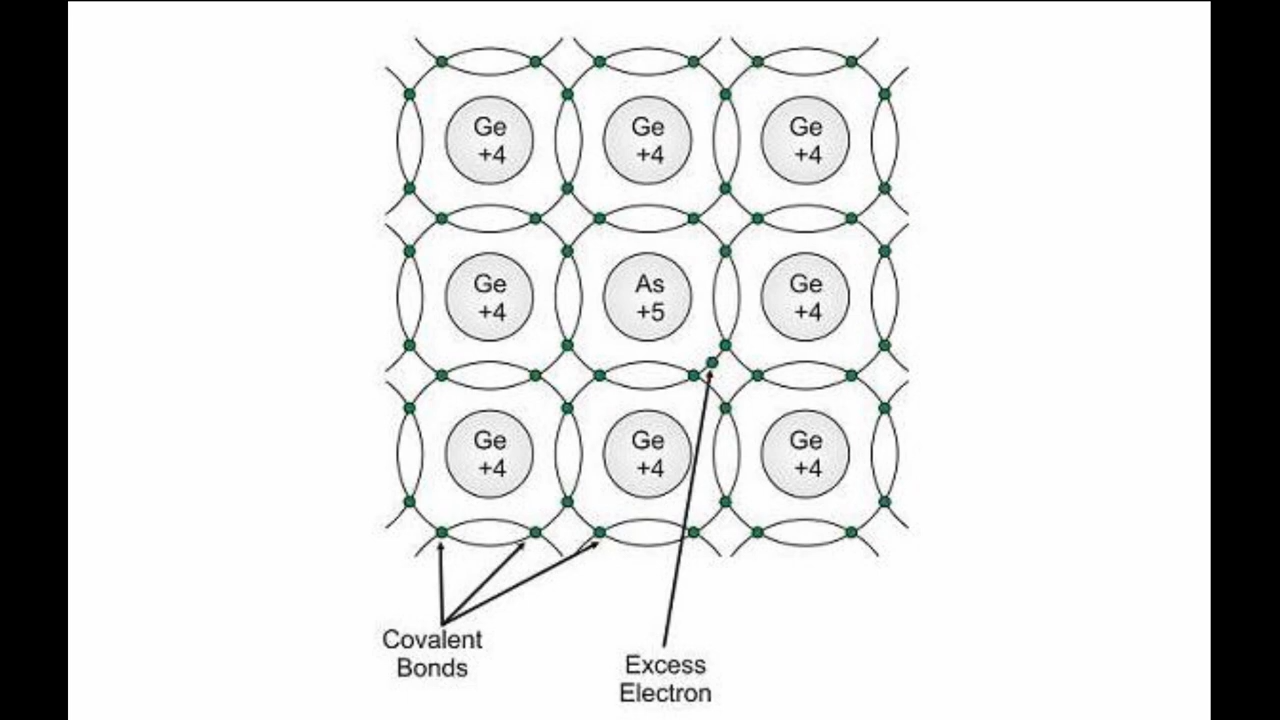 Ge Ge Ge
+4 +4 +4
Ge As Ge
+4 +5 +4
Ge Ge Ge
+4 +4 +4
Covalent
Bonds
Excess
Electron